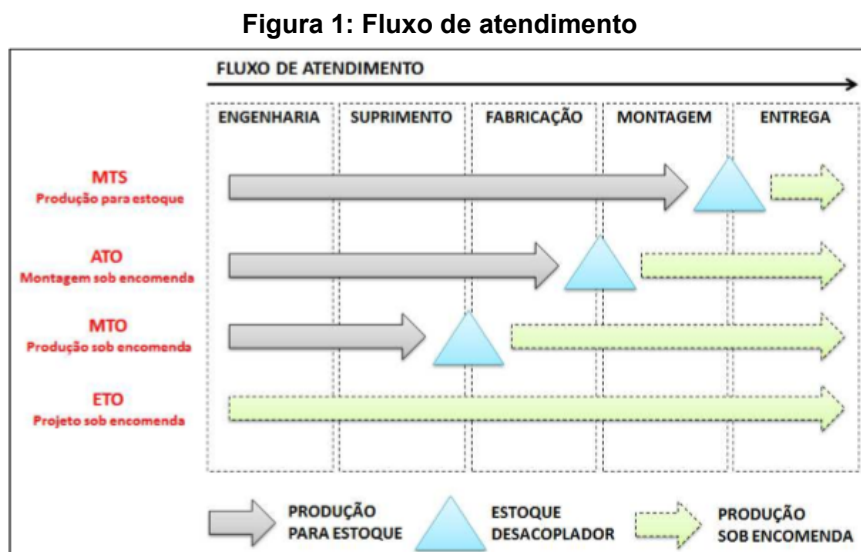 Figura 1: Fluxo de atendimento
FLUXO DE ATENDIMENTO
ENGENHARIA SUPRIMENTO FABRICAÇÃO MONTAGEM ENTREGA
MTS
Produção para estoque
ATO
Montagem sob encomenda
MTO
Produção sob encomenda
ETO
Projeto sob encomenda
PRODUÇÃO
PARA ESTOQUE
ESTOQUE
DESACOPLADOR
PRODUÇÃO
SOB ENCOMENDA